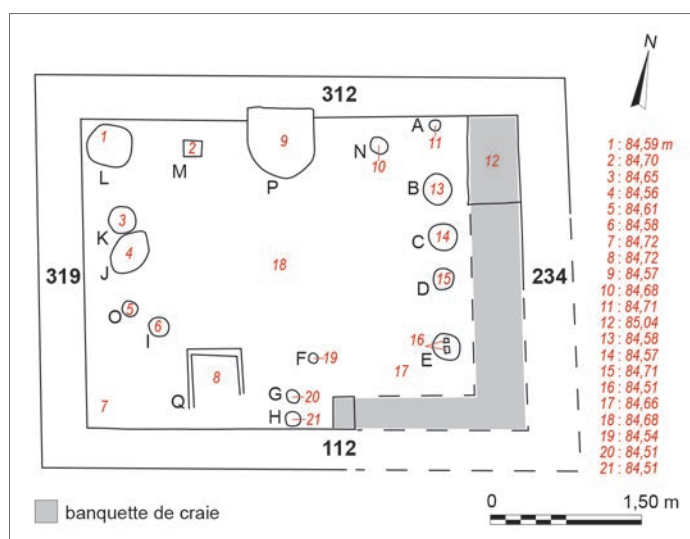 N
312
1
L
2
M
9
P
N
10
A
11
12
B
13
K
3
C
14
J
4
18
319
D
15
234
O
5
I
6
16
E
F
19
8
17
Q
G
20
7
H
21
112
1 : 84,59 m
2 : 84,70
3 : 84,65
4 : 84,56
5 : 84,61
6 : 84,58
7 : 84,72
8 : 84,72
9 : 84,57
10 : 84,68
11 : 84,71
12 : 85,04
13 : 84,58
14 : 84,57
15 : 84,71
16 : 84,51
17 : 84,66
18 : 84,68
19 : 84,54
20 : 84,51
21 : 84,51
banquette de craie
0 1,50 m